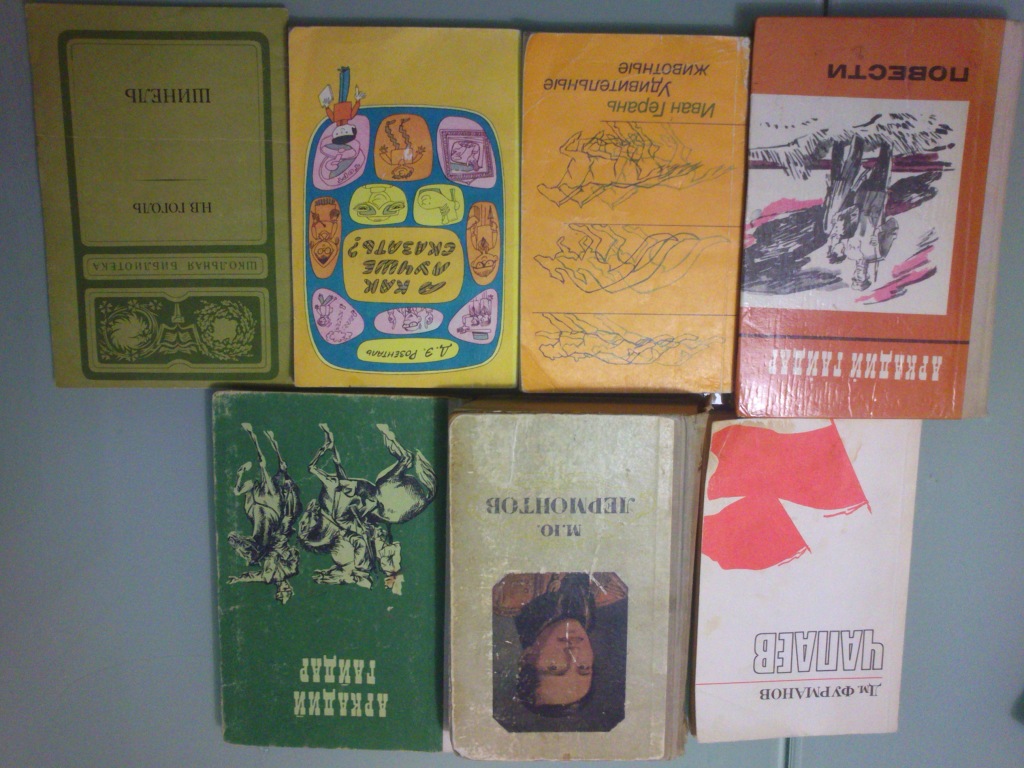 Дм. ФУРМАНОВ
ЧАПАЕВ
М.Ю.
ЛЕРМОНТОВ
АРКАДИЙ
ГАЙДАР
АРКАДИЙ ГАЙДАР
ПОВЕСТИ
Иван Герань
Удивительные
животные
Д.Э. РОЗЕНТАЛЬ
А КАК
ЛУЧШЕ
СКАЗАТЬ?
ШКОЛЬНАЯ БИБЛИОТЕКА
Н.В. ГОГОЛЬ
ШИНЕЛЬ